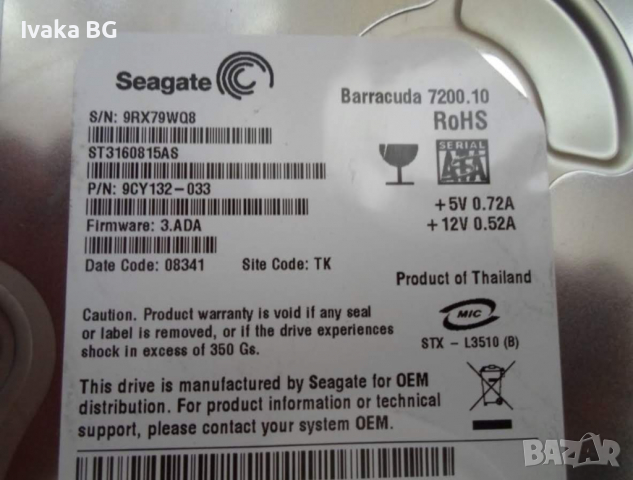 Ivaka BG
Seagate
S/N: 9RX79WQ8
ST3160815AS
P/N: 9CY132-033
Firmware: 3.ADA
Date Code: 08341 Site Code: TK
Barracuda 7200.10
RoHS
SERIAL
ATA
+5V 0.72A
+12V 0.52A
Product of Thailand
Caution. Product warranty is void if any seal
or label is removed, or if the drive experiences
shock in excess of 350 Gs.
MIC
STX - L3510 (B)
This drive is manufactured by Seagate for OEM
distribution. For product information or technical
support, please contact your system OEM.
BAZAR